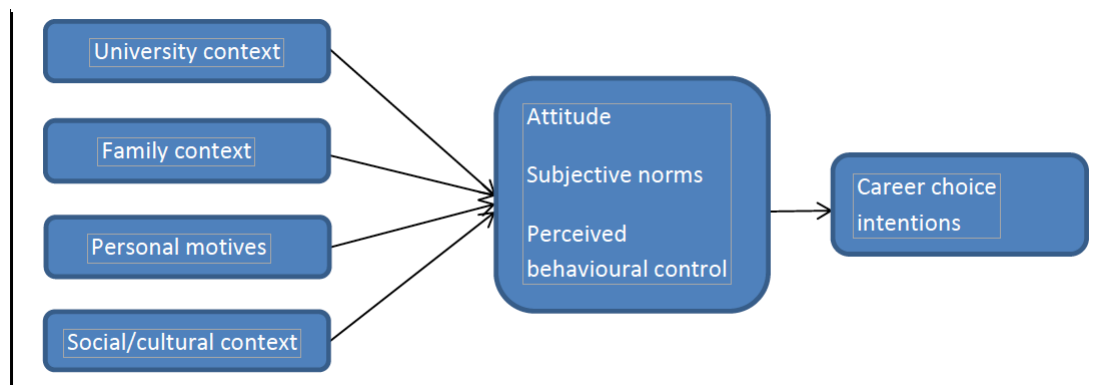 University context
Family context
Personal motives
Social/cultural context
Attitude
Subjective norms
Perceived
behavioural control
Career choice
intentions